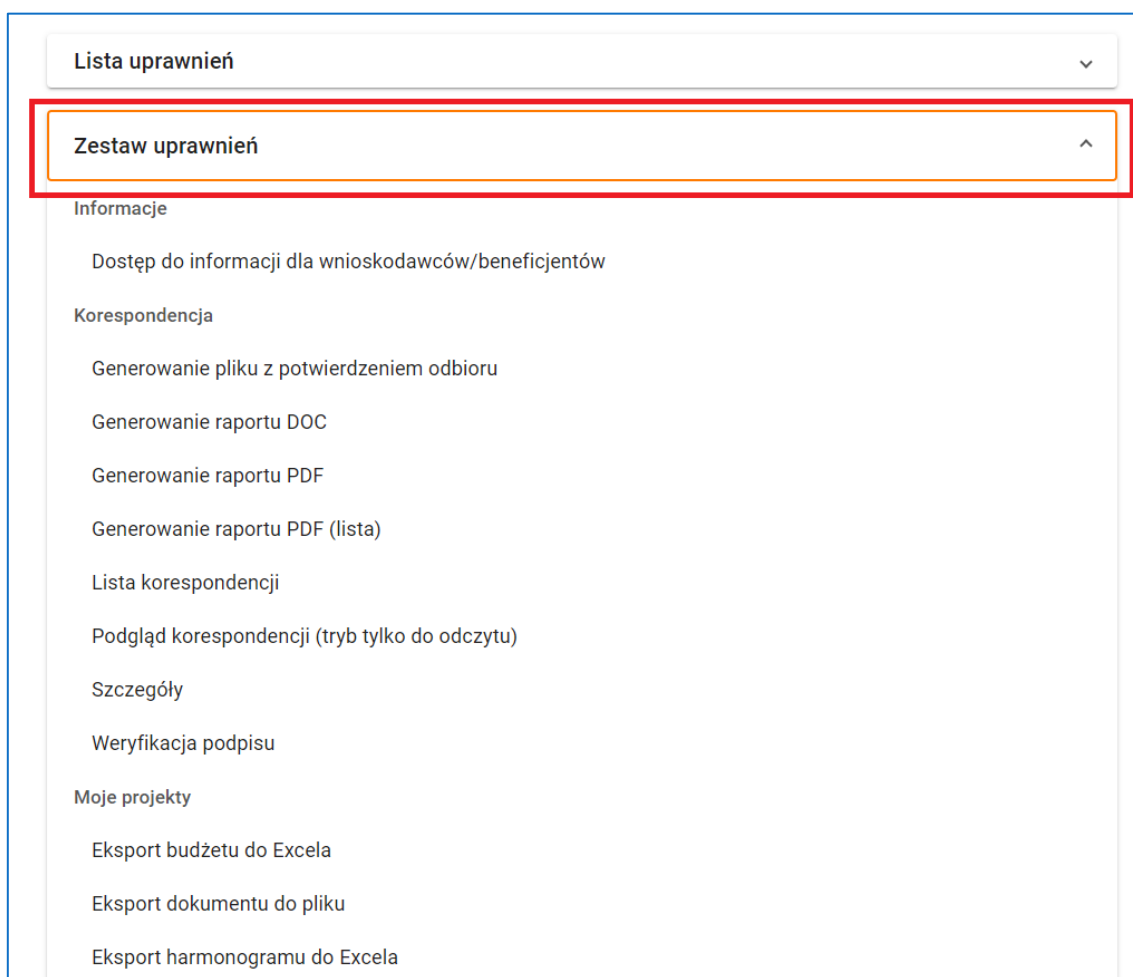 Lista uprawnień
Zestaw uprawnień
Informacje
Dostęp do informacji dla wnioskodawców/beneficjentów
Korespondencja
Generowanie pliku z potwierdzeniem odbioru
Generowanie raportu DOC
Generowanie raportu PDF
Generowanie raportu PDF (lista)
Lista korespondencji
Podgląd korespondencji (tryb tylko do odczytu)
Szczegóły
Weryfikacja podpisu
Moje projekty
Eksport budżetu do Excela
Eksport dokumentu do pliku
Eksport harmonogramu do Excela